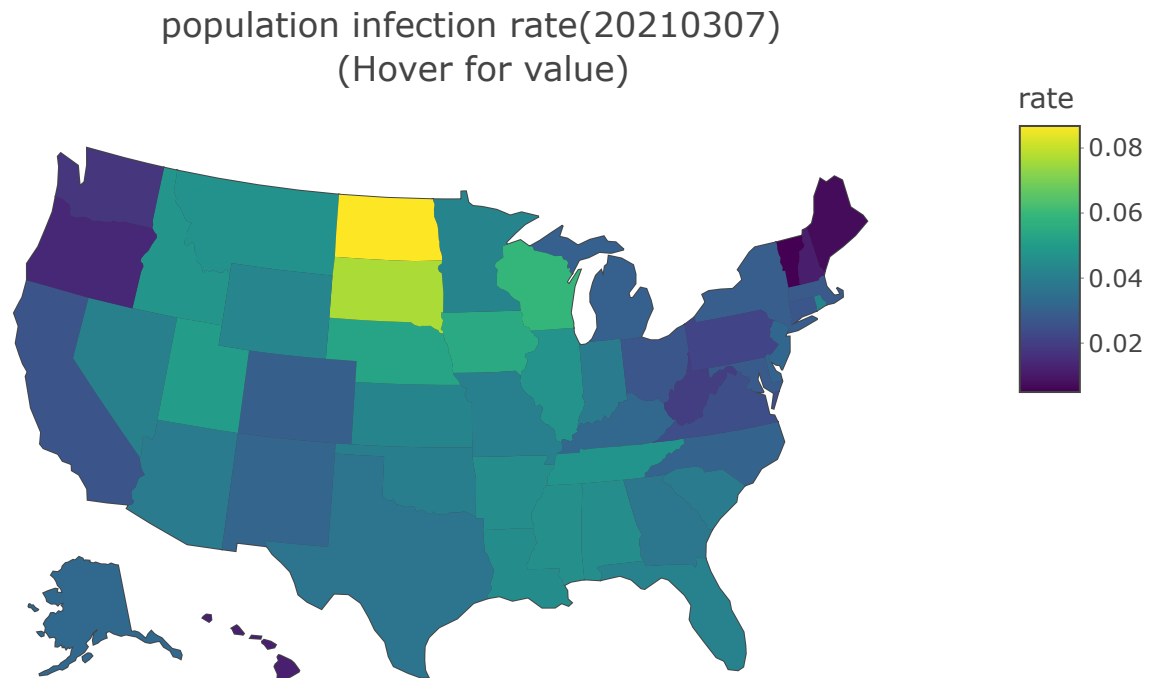 population infection rate(20210307)
(Hover for value)
rate
0.08
0.06
0.04
0.02